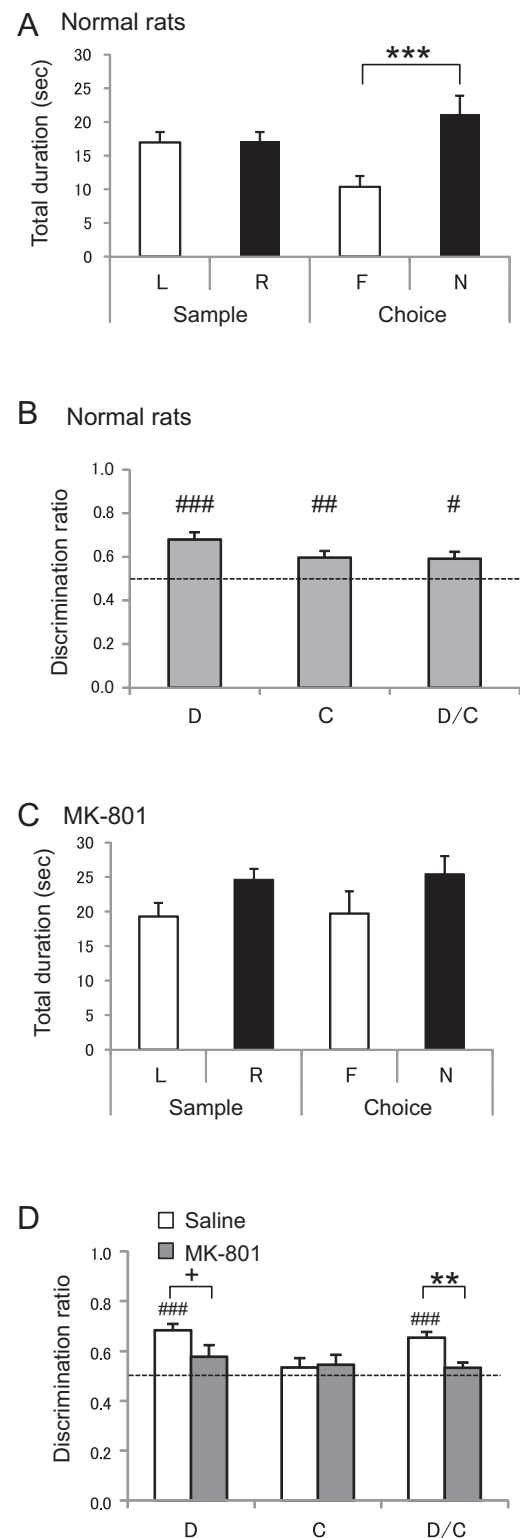 A Normal rats
Total duration (sec)
30
25
20
15
10
5
0
***
L R F N
Sample Choice
B Normal rats
Discrimination ratio
1.0
0.8
0.6
0.4
0.2
0.0
### ## #
D C D/C
C MK-801
Total duration (sec)
30
25
20
15
10
5
0
L R F N
Sample Choice
D
Saline
MK-801
Discrimination ratio
1.0
0.8
0.6
0.4
0.2
0.0
+ **
### ###
D C D/C